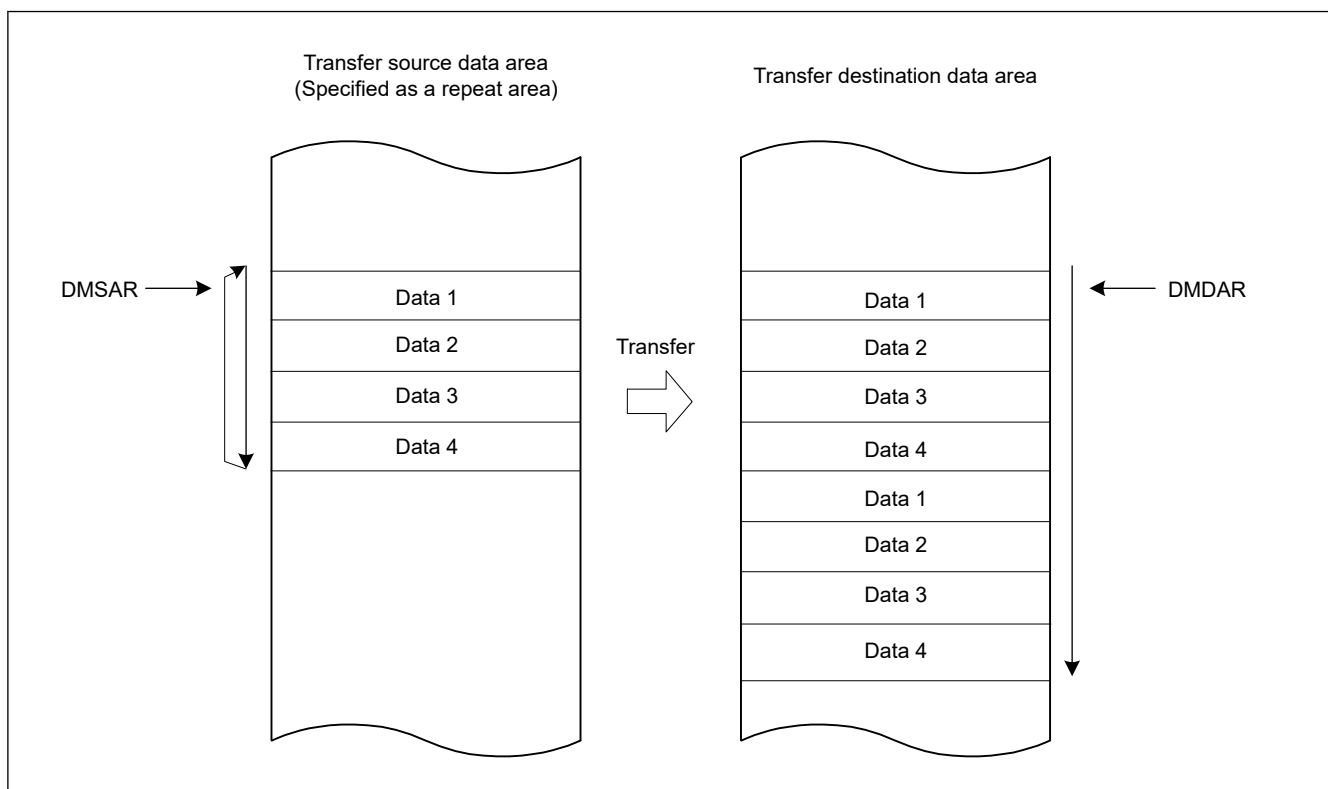 Transfer source data area
(Specified as a repeat area)
Transfer destination data area
DMSAR
Data 1
Data 2
Data 3
Data 4
Transfer
Data 1
Data 2
Data 3
Data 4
Data 1
Data 2
Data 3
Data 4
DMDAR